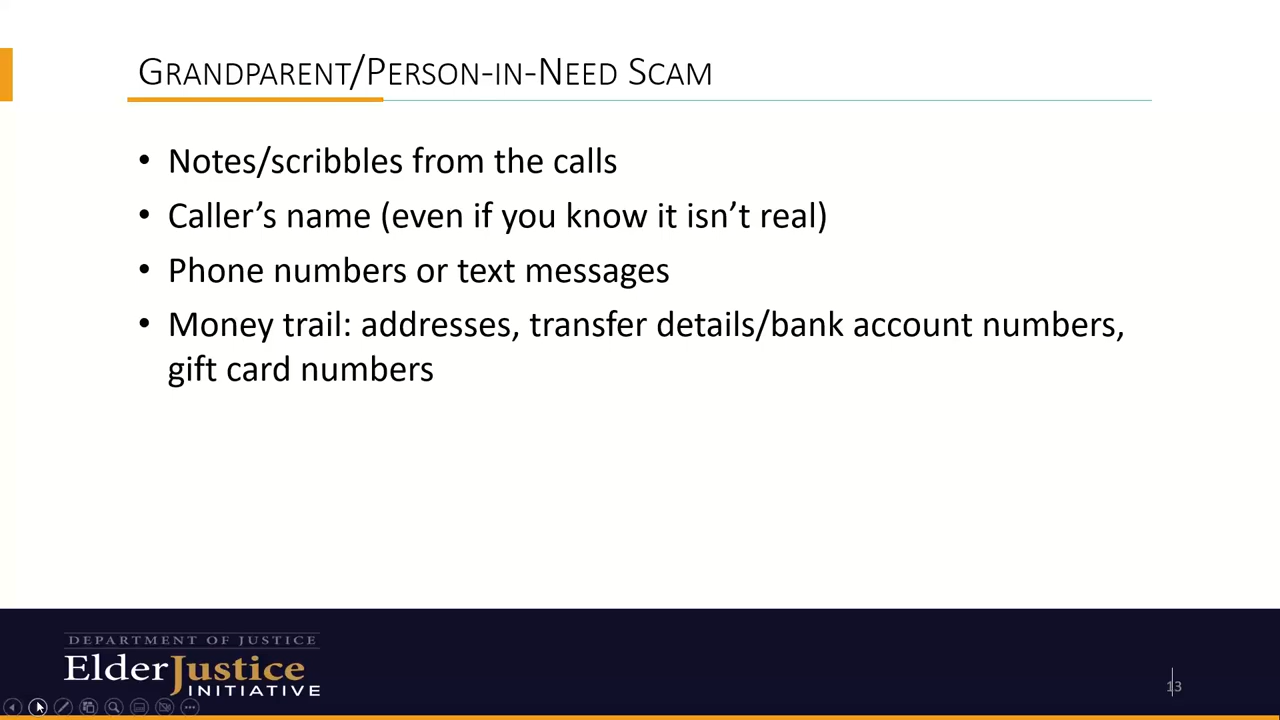 GRANDPARENT/PERSON-IN-NEED SCAM
• Notes/scribbles from the calls
• Caller’s name (even if you know it isn’t real)
• Phone numbers or text messages
• Money trail: addresses, transfer details/bank account numbers,
gift card numbers
DEPARTMENT OF JUSTICE
ElderJustice
INITIATIVE
13